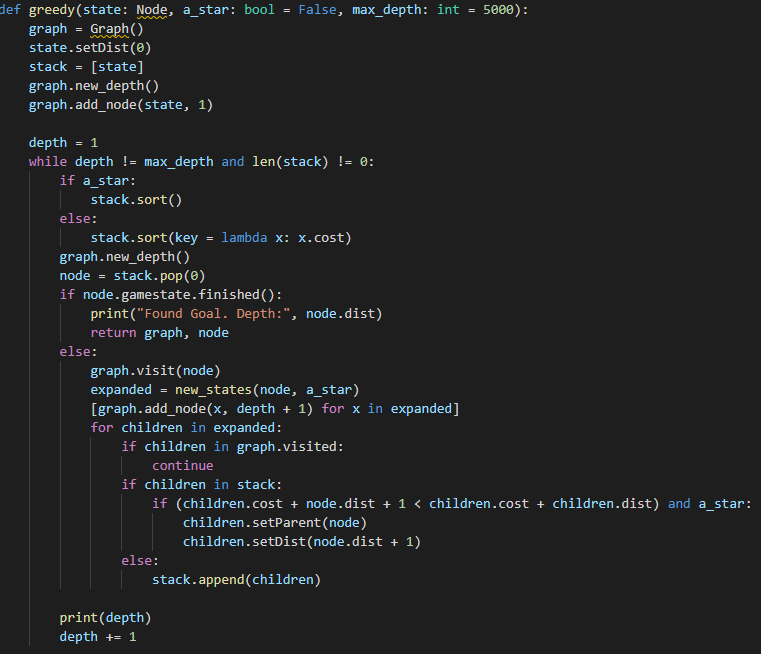 def greedy(state: Node, a_star: bool = False, max_depth: int = 5000):
    graph = Graph()
    state.setDist(0)
    stack = [state]
    graph.new_depth()
    graph.add_node(state, 1)

    depth = 1
    while depth != max_depth and len(stack) != 0:
        if a_star:
            stack.sort()
        else:
            stack.sort(key = lambda x: x.cost)
        graph.new_depth()
        node = stack.pop(0)
        if node.gamestate.finished():
            print("Found Goal. Depth:", node.dist)
            return graph, node
        else:
            graph.visit(node)
            expanded = new_states(node, a_star)
            [graph.add_node(x, depth + 1) for x in expanded]
            for children in expanded:
                if children in graph.visited:
                    continue
                if children in stack:
                    if (children.cost + node.dist + 1 < children.cost + children.dist) and a_star:
                        children.setParent(node)
                        children.setDist(node.dist + 1)
                else:
                    stack.append(children)

        print(depth)
        depth += 1